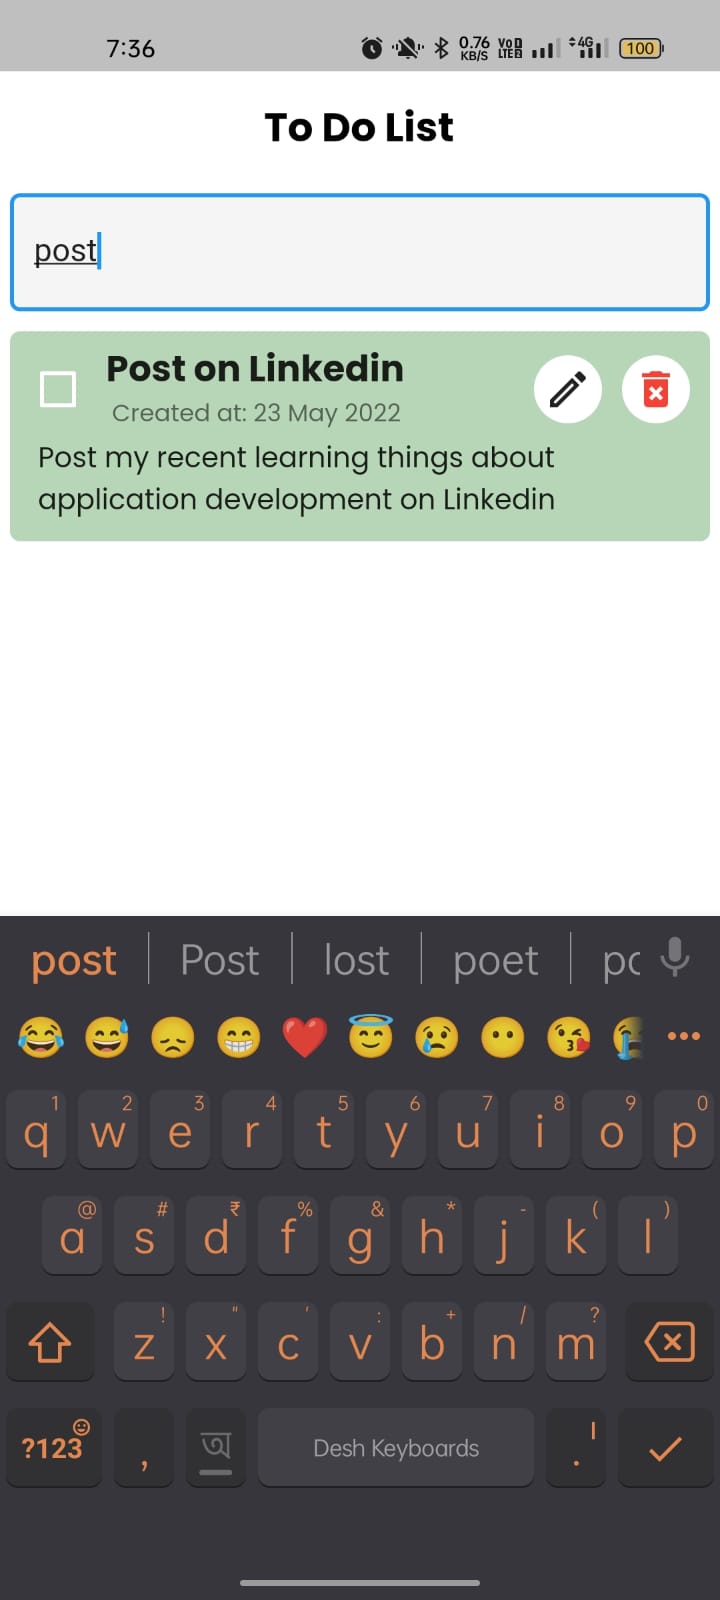 7:36
0.76 KB/S
VoD LTE2
4G
100
To Do List
post
Post on Linkedin
Created at: 23 May 2022
Post my recent learning things about
application development on Linkedin
post Post lost poet
1 2 3 4 5 6 7 8 9 0
q w e r t y u i o p
@ # ₹ % & * - ( )
a s d f g h j k l
! " ' : + / ?
z x c v b n m
?123 , অ Desh Keyboards . |